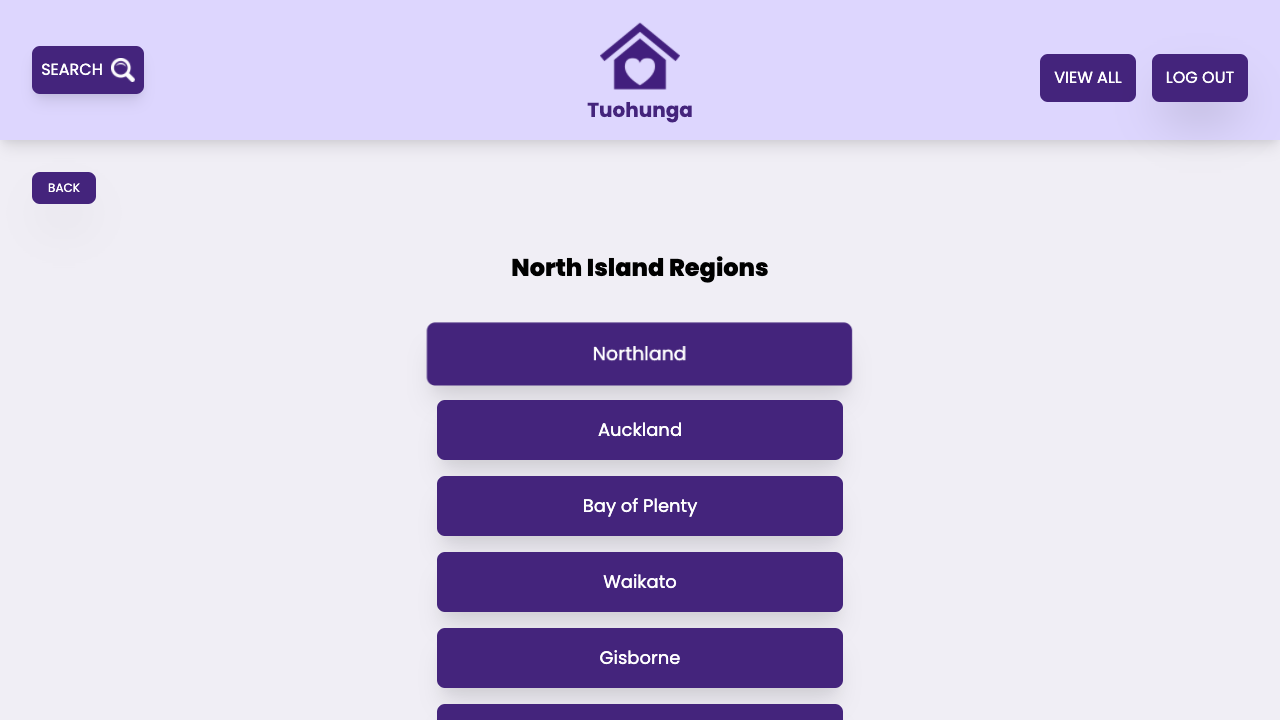 SEARCH
Tuohunga
VIEW ALL
LOG OUT
BACK
North Island Regions
Northland
Auckland
Bay of Plenty
Waikato
Gisborne